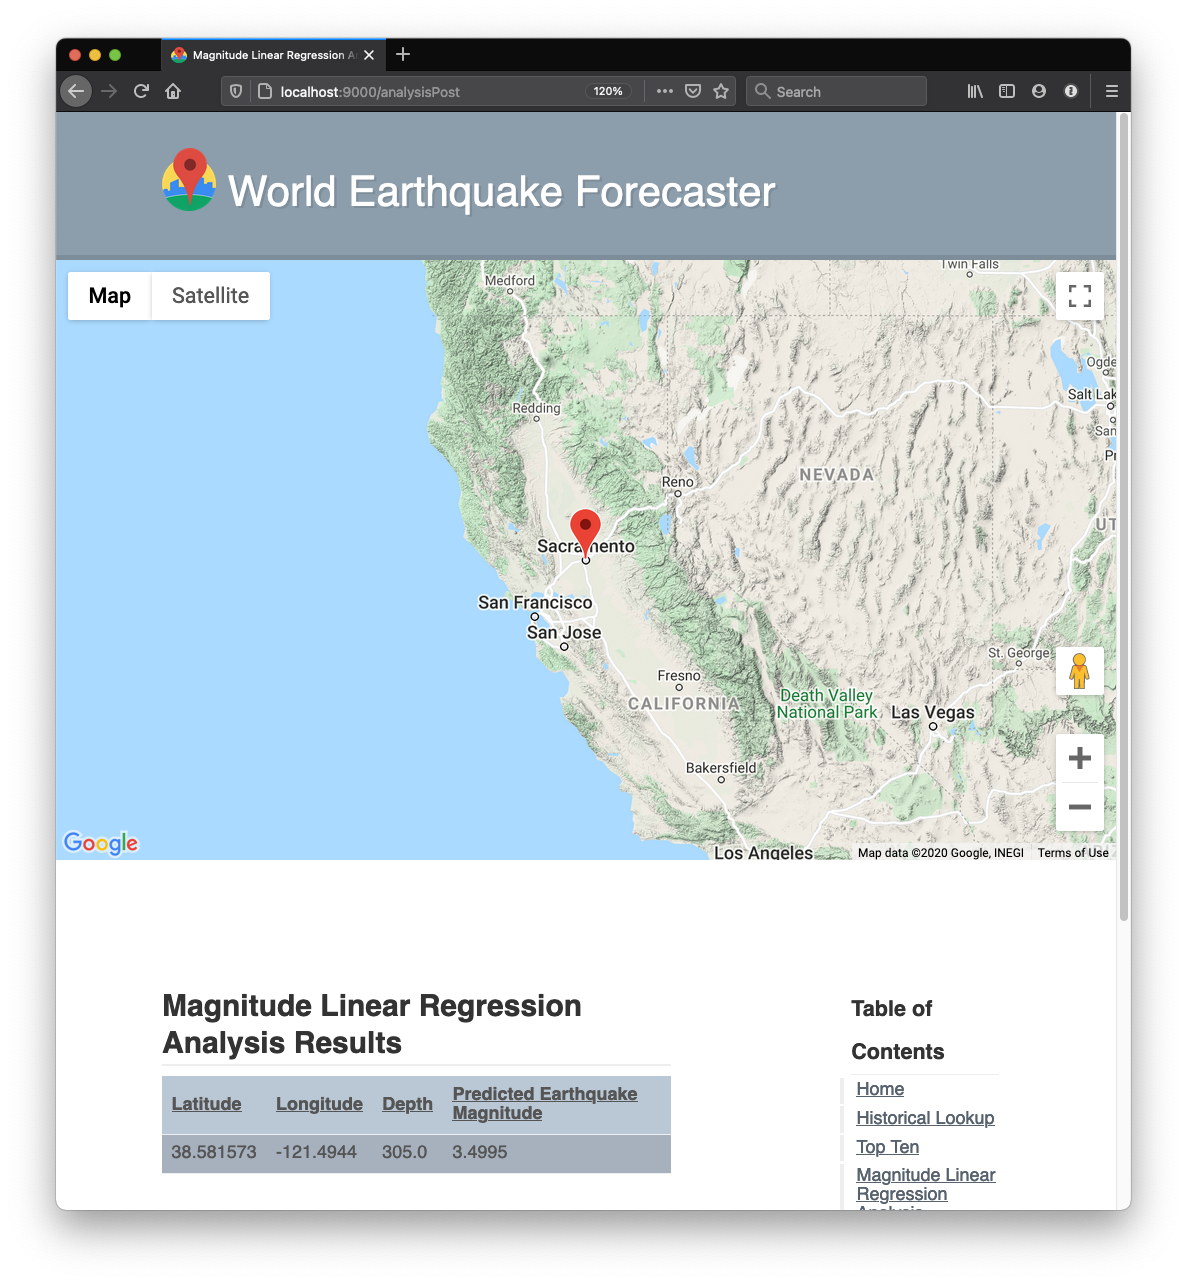 Magnitude Linear Regression A
localhost:9000/analysisPost
120%
Search
World Earthquake Forecaster
Map
Satellite
Medford
Twin Falls
Ogde
Redding
Salt Lak
San
Reno
NEVADA
UT
Sacramento
San Francisco
San Jose
St. George
Fresno
CALIFORNIA
Death Valley
National Park
Las Vegas
Bakersfield
Google
Los Angeles
Map data ©2020 Google, INEGI
Terms of Use
Magnitude Linear Regression
Analysis Results
Latitude Longitude Depth Predicted Earthquake
Magnitude
38.581573 -121.4944 305.0 3.4995
Table of
Contents
Home
Historical Lookup
Top Ten
Magnitude Linear
Regression
Analysis